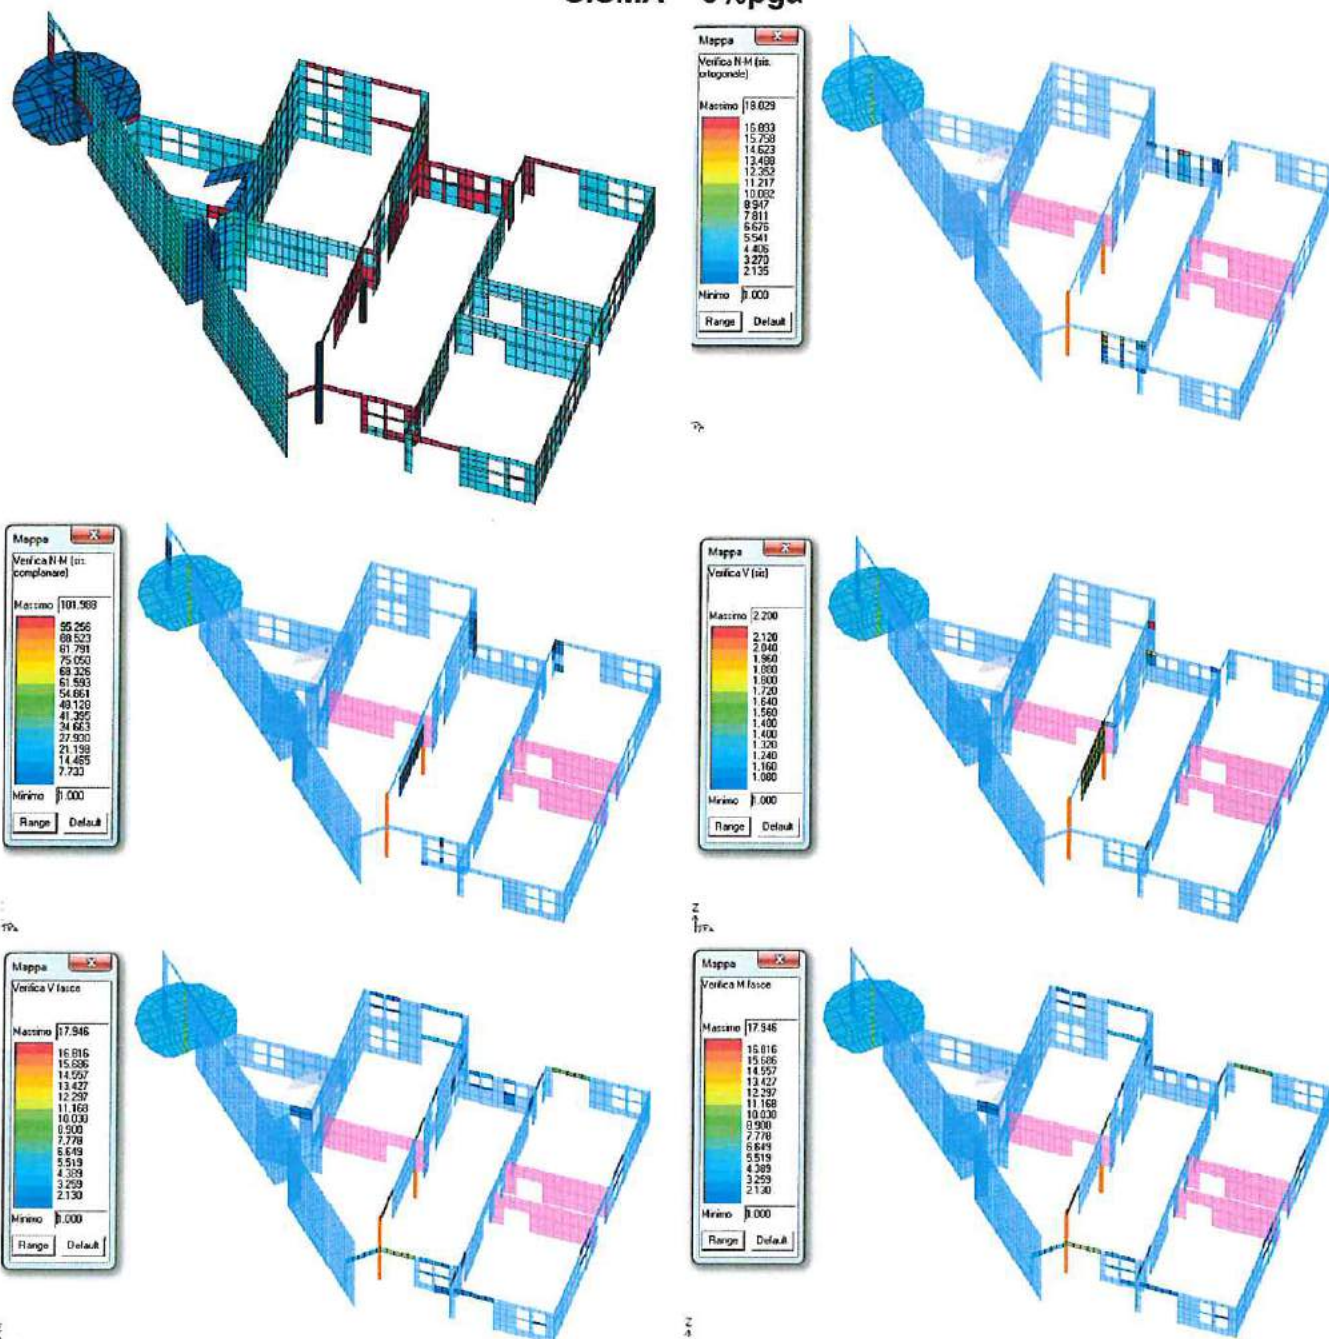 SISMA %pga
Mappa
Verifica N-M (sis.
ortogonale)
Massimo 18.029
16.893
15.758
14.623
13.488
12.352
11.217
10.082
8.947
7.811
6.676
5.541
4.406
3.270
2.135
Minimo 1.000
Range Default
Mappa
Verifica N-M (sis.
complanare)
Massimo 101.988
95.256
88.523
81.791
75.058
68.326
61.593
54.861
48.128
41.395
34.663
27.930
21.198
14.465
7.733
Minimo 1.000
Range Default
Mappa
Verifica V (sis)
Massimo 2.200
2.120
2.040
1.960
1.880
1.800
1.720
1.640
1.560
1.480
1.400
1.320
1.240
1.160
1.080
Minimo 1.000
Range Default
Z
Mappa
Verifica V fasce
Massimo 17.946
16.816
15.686
14.557
13.427
12.297
11.168
10.038
8.908
7.778
6.649
5.519
4.389
3.259
2.130
Minimo 1.000
Range Default
Mappa
Verifica M fasce
Massimo 17.946
16.816
15.686
14.557
13.427
12.297
11.168
10.038
8.908
7.778
6.649
5.519
4.389
3.259
2.130
Minimo 1.000
Range Default
Z